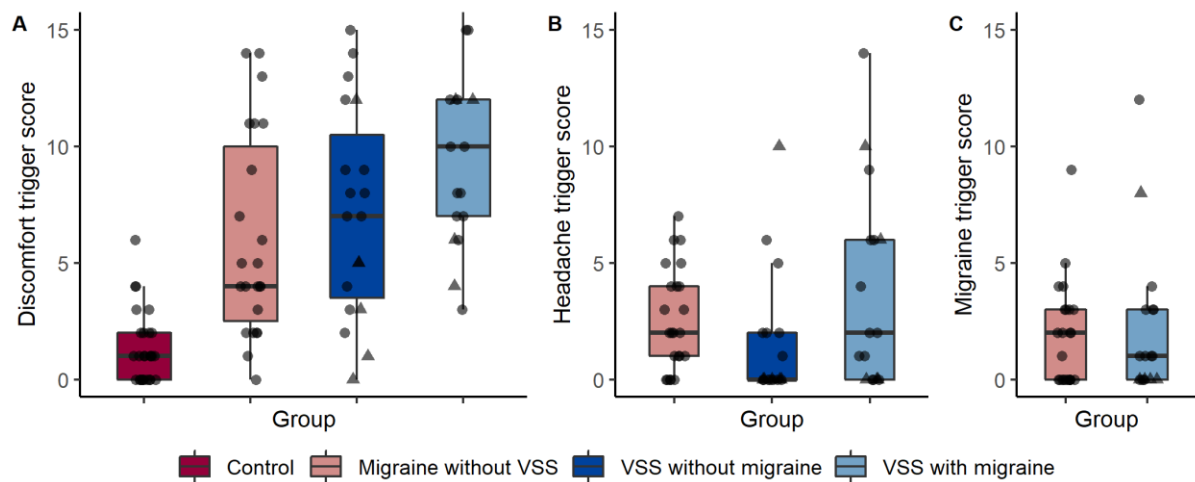 A
Discomfort trigger score
15
10
5
0
Group
B
Headache trigger score
15
10
5
0
Group
C
Migraine trigger score
15
10
5
0
Group
Control Migraine without VSS VSS without migraine VSS with migraine